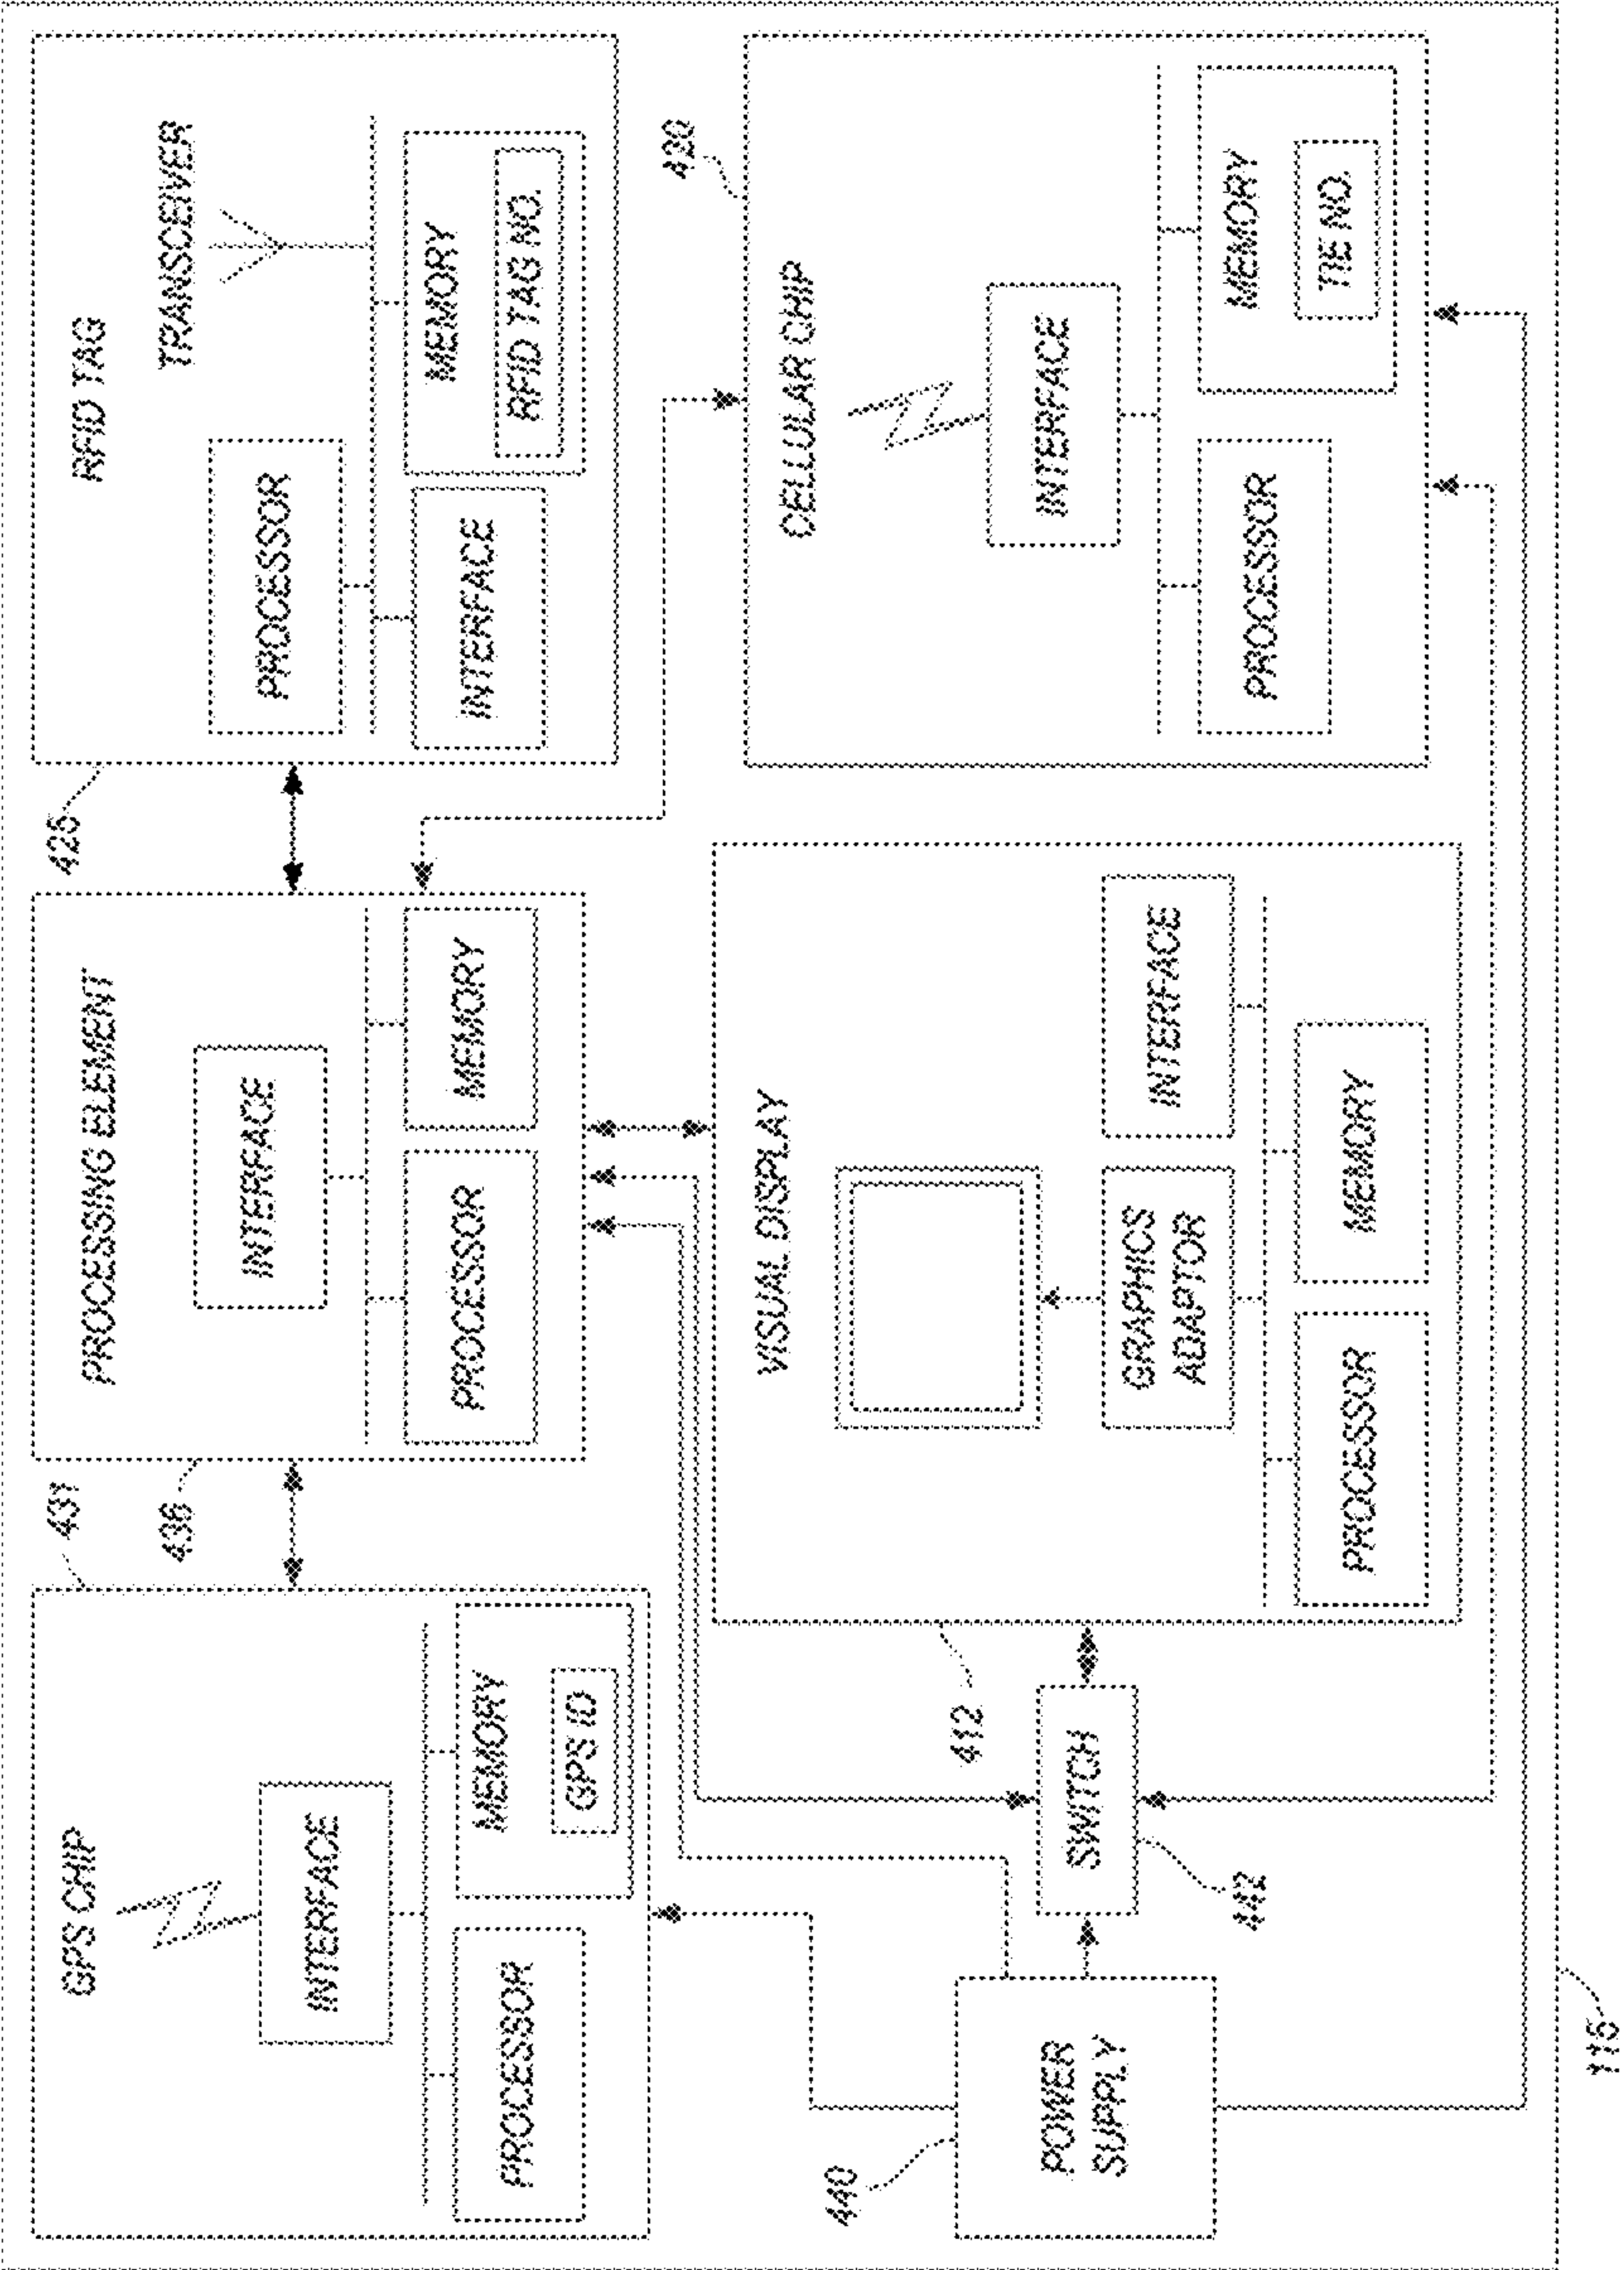 GPS CHIP
INTERFACE
PROCESSOR
MEMORY
GPS ID
431
436
PROCESSING ELEMENT
INTERFACE
PROCESSOR
MEMORY
425
RFID TAG
TRANSCEIVER
PROCESSOR
INTERFACE
MEMORY
RFID TAG NO.
440
POWER
SUPPLY
SWITCH
442
412
VISUAL DISPLAY
GRAPHICS
ADAPTOR
INTERFACE
PROCESSOR
MEMORY
420
CELLULAR CHIP
INTERFACE
PROCESSOR
MEMORY
TIE NO.
115